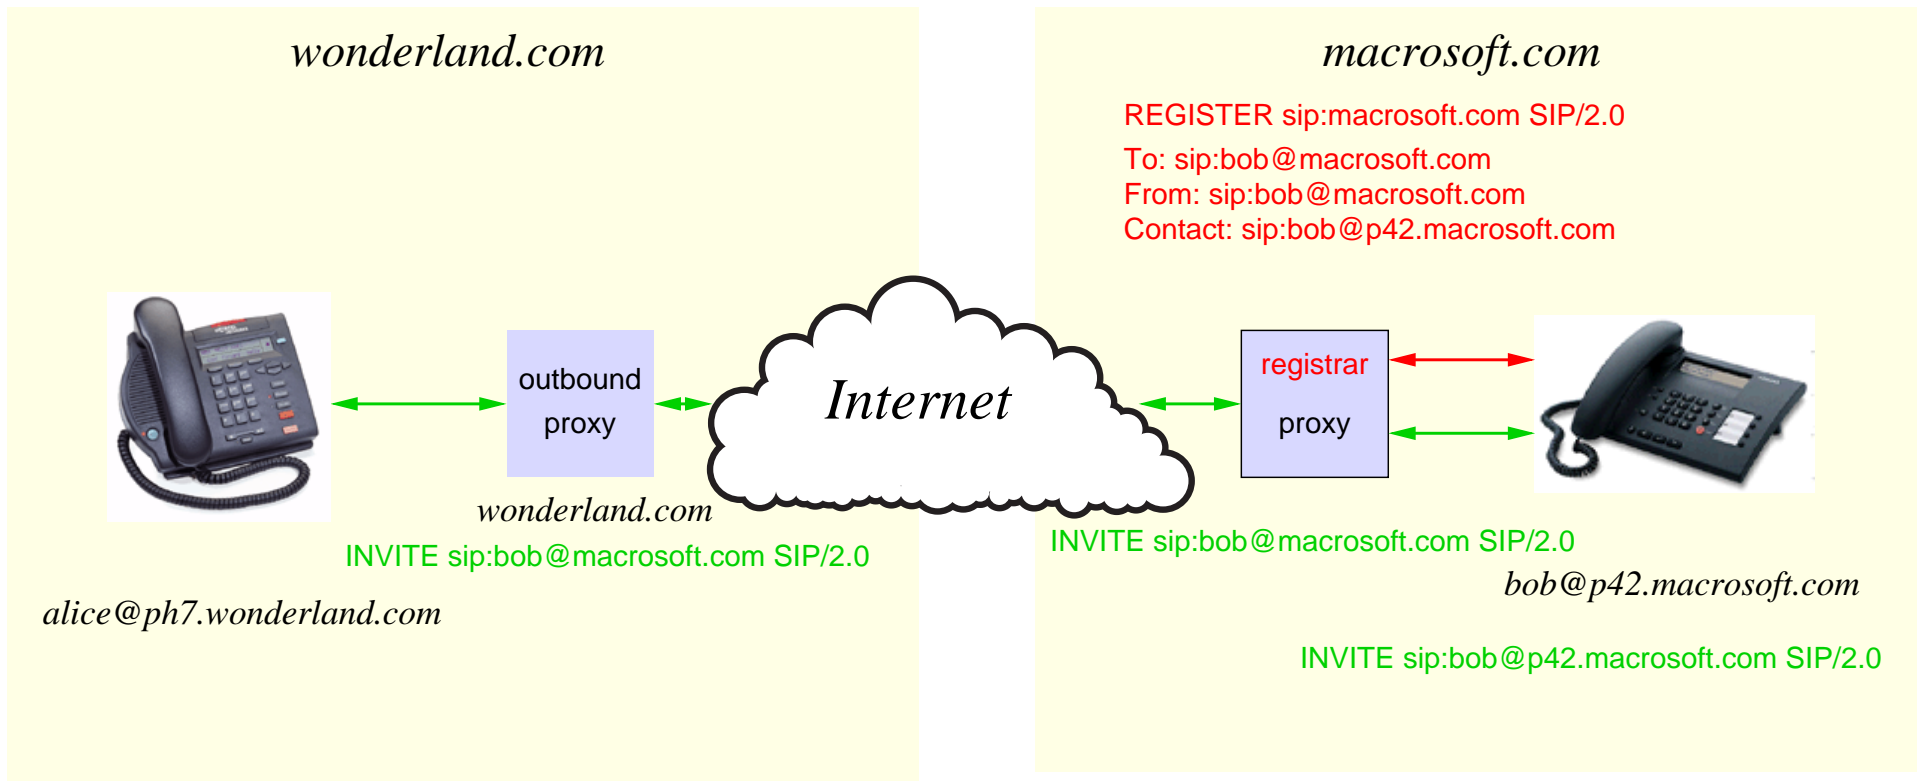 wonderland.com
macrosoft.com
REGISTER sip:macrosoft.com SIP/2.0
To: sip:bob@macrosoft.com
From: sip:bob@macrosoft.com
Contact: sip:bob@p42.macrosoft.com
outbound
proxy
Internet
registrar
proxy
wonderland.com
INVITE sip:bob@macrosoft.com SIP/2.0
INVITE sip:bob@macrosoft.com SIP/2.0
bob@p42.macrosoft.com
alice@ph7.wonderland.com
INVITE sip:bob@p42.macrosoft.com SIP/2.0